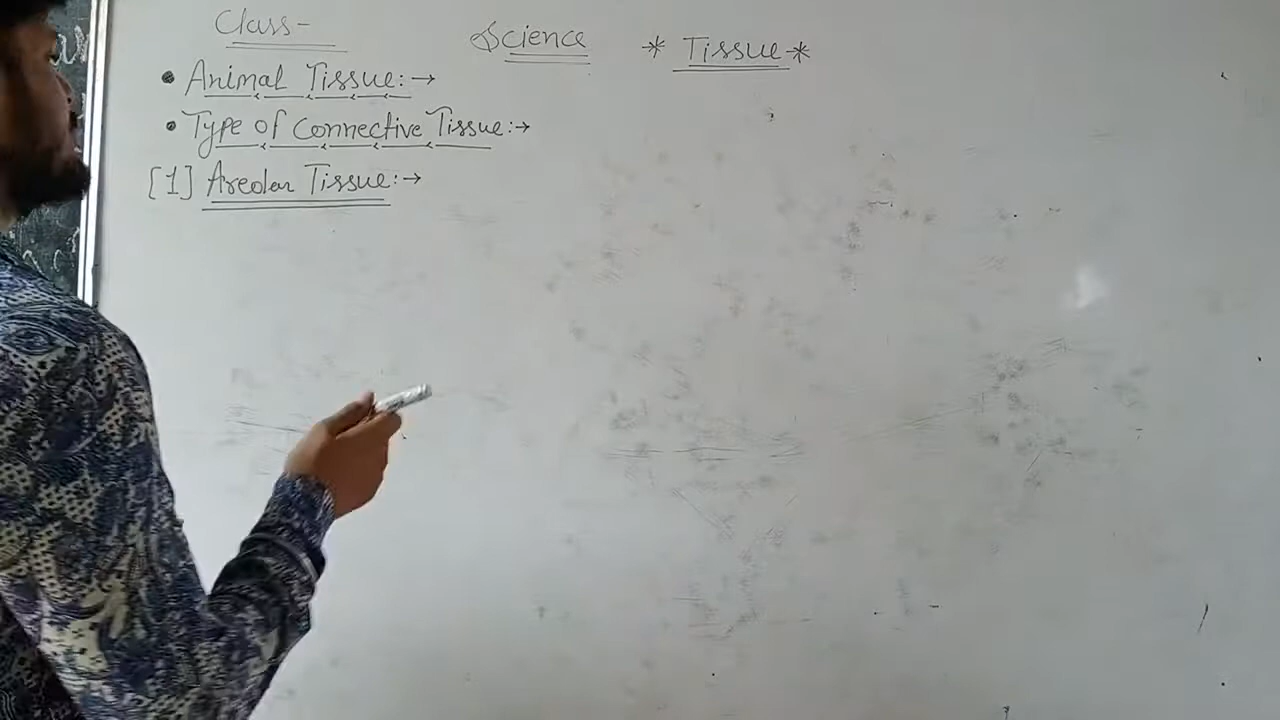 Class-
Science * Tissue *
• Animal Tissue:→
• Type of Connective Tissue:→
[1] Areolar Tissue:→